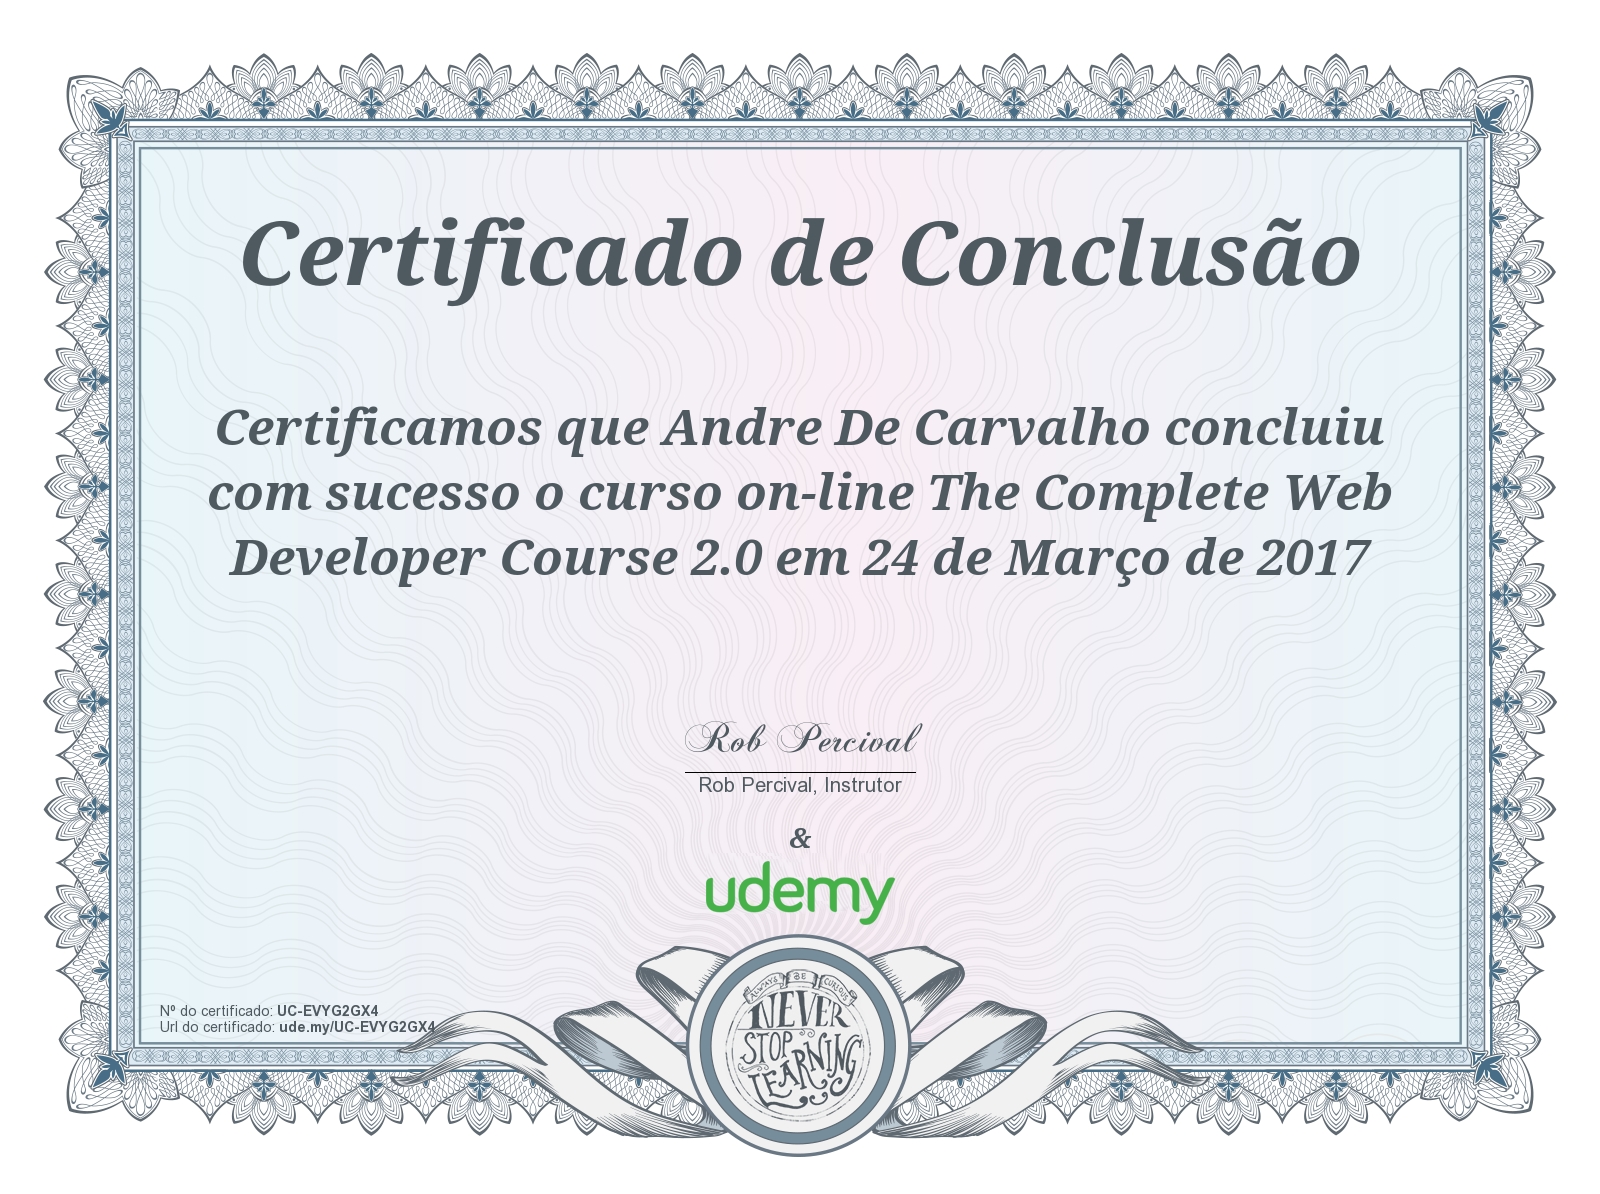 Certificado de Conclusão
Certificamos que Andre De Carvalho concluiu
com sucesso o curso on-line The Complete Web
Developer Course 2.0 em 24 de Março de 2017
Rob Percival
Rob Percival, Instrutor
&
udemy
Nº do certificado: UC-EVYG2GX4
Url do certificado: ude.my/UC-EVYG2GX4
ALWAYS BE CURIOUS
NEVER
STOP
LEARNING